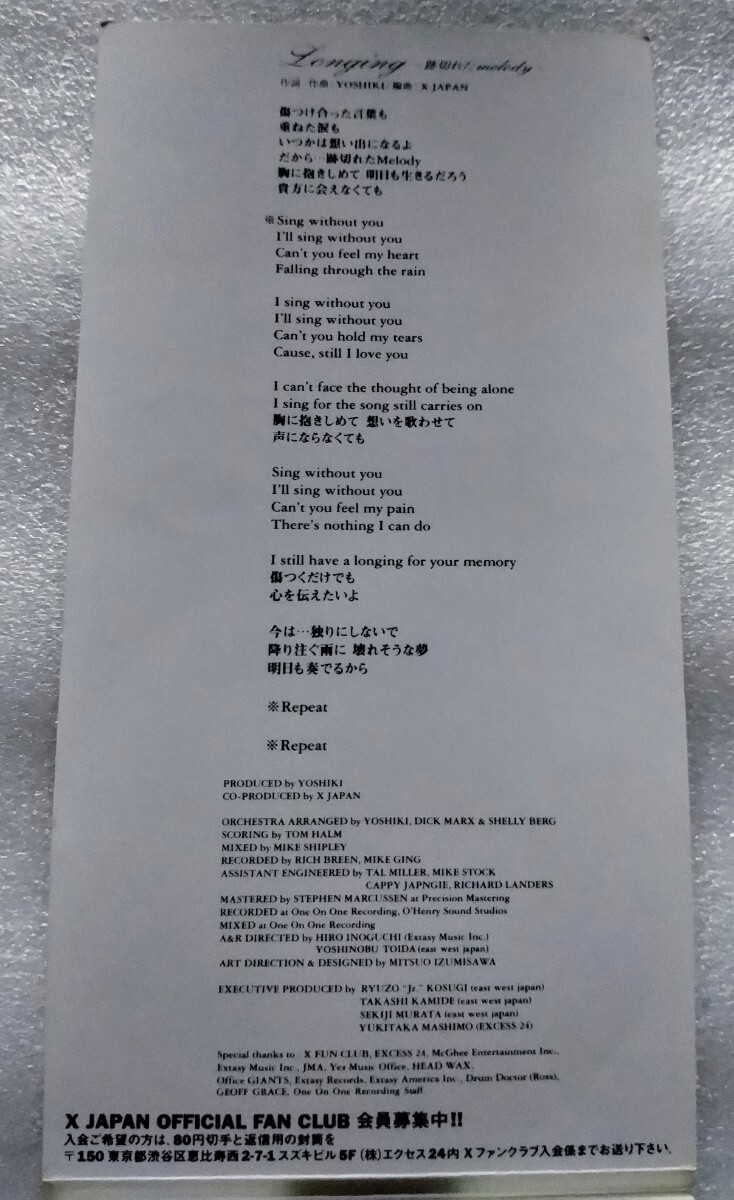 Longing ～跡切れたmelody～
作詞・作曲：YOSHIKI/編曲：X JAPAN
傷つけ合った言葉も
重ねた涙も
いつかは想い出になるよ
だから…跡切れたMelody
胸に抱きしめて 明日も生きるだろう
貴方に会えなくても
※Sing without you
I'll sing without you
Can't you feel my heart
Falling through the rain
I sing without you
I'll sing without you
Can't you hold my tears
Cause, still I love you
I can't face the thought of being alone
I sing for the song still carries on
胸に抱きしめて 想いを歌わせて
声にならなくても
Sing without you
I'll sing without you
Can't you feel my pain
There's nothing I can do
I still have a longing for your memory
傷つくだけでも
心を伝えたいよ
今は…独りにしないで
降り注ぐ雨に 壊れそうな夢
明日も奏でるから
※Repeat
※Repeat
PRODUCED by YOSHIKI
CO-PRODUCED by X JAPAN
ORCHESTRA ARRANGED by YOSHIKI, DICK MARX & SHELLY BERG
SCORING by TOM HALM
MIXED by MIKE SHIPLEY
RECORDED by RICH BREEN, MIKE GING
ASSISTANT ENGINEERED by TAL MILLER, MIKE STOCK
CAPPY JAPNGIE, RICHARD LANDERS
MASTERED by STEPHEN MARCUSSEN at Precision Mastering
RECORDED at One On One Recording, O'Henry Sound Studios
MIXED at One On One Recording
A&R DIRECTED by HIRO INOGUCHI (Extasy Music Inc.)
YOSHINOBU TOIDA (east west japan)
ART DIRECTION & DESIGNED by MITSUO IZUMISAWA
EXECUTIVE PRODUCED by RYUZO "Jr." KOSUGI (east west japan)
TAKASHI KAMIDE (east west japan)
SEKIJI MURATA (east west japan)
YUKITAKA MASHIMO (EXCESS 24)
Special thanks to : X FUN CLUB, EXCESS 24, McGhee Entertainment Inc.,
Extasy Music Inc., JMA, Yes Music Office, HEAD WAX,
Office GIANTS, Extasy Records, Extasy America Inc., Drum Doctor (Ross),
GEOFF GRACE, One On One Recording Staff
X JAPAN OFFICIAL FAN CLUB 会員募集中!!
入会ご希望の方は、80円切手と返信用の封筒を
〒150 東京都渋谷区恵比寿西2-7-1 スズキビル5F (株)エクセス24内 Xファンクラブ入会係までお送り下さい。